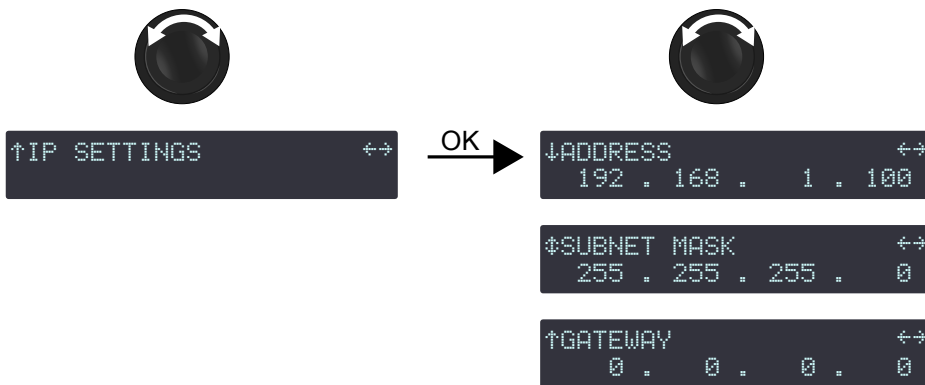 ↑IP SETTINGS ↔
OK
↓ADDRESS ↔
192 . 168 . 1 . 100
↕SUBNET MASK ↔
255 . 255 . 255 . 0
↑GATEWAY ↔
0 . 0 . 0 . 0